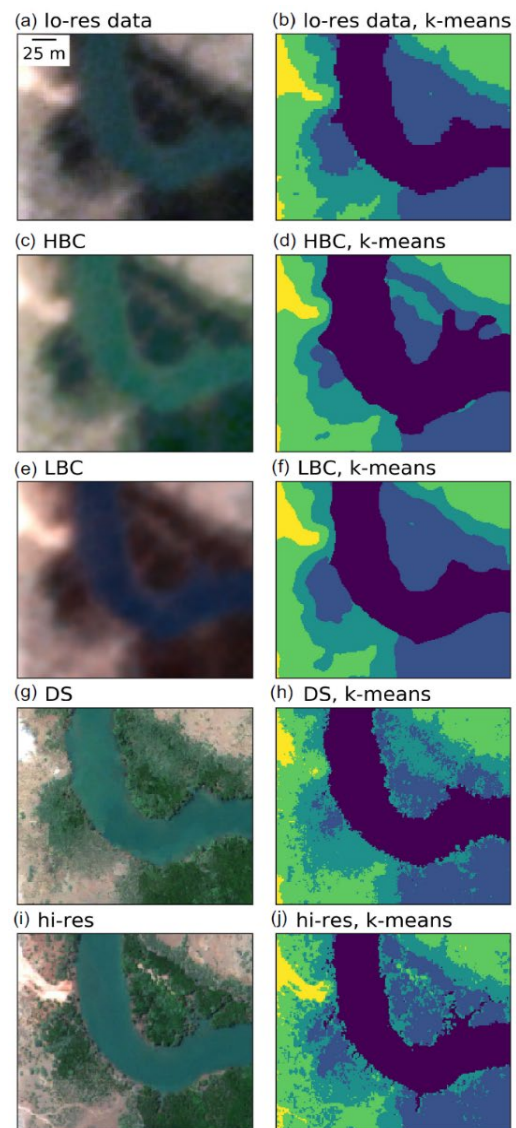 (a) lo-res data
(b) lo-res data, k-means
25 m
(c) HBC
(d) HBC, k-means
(e) LBC
(f) LBC, k-means
(g) DS
(h) DS, k-means
(i) hi-res
(j) hi-res, k-means